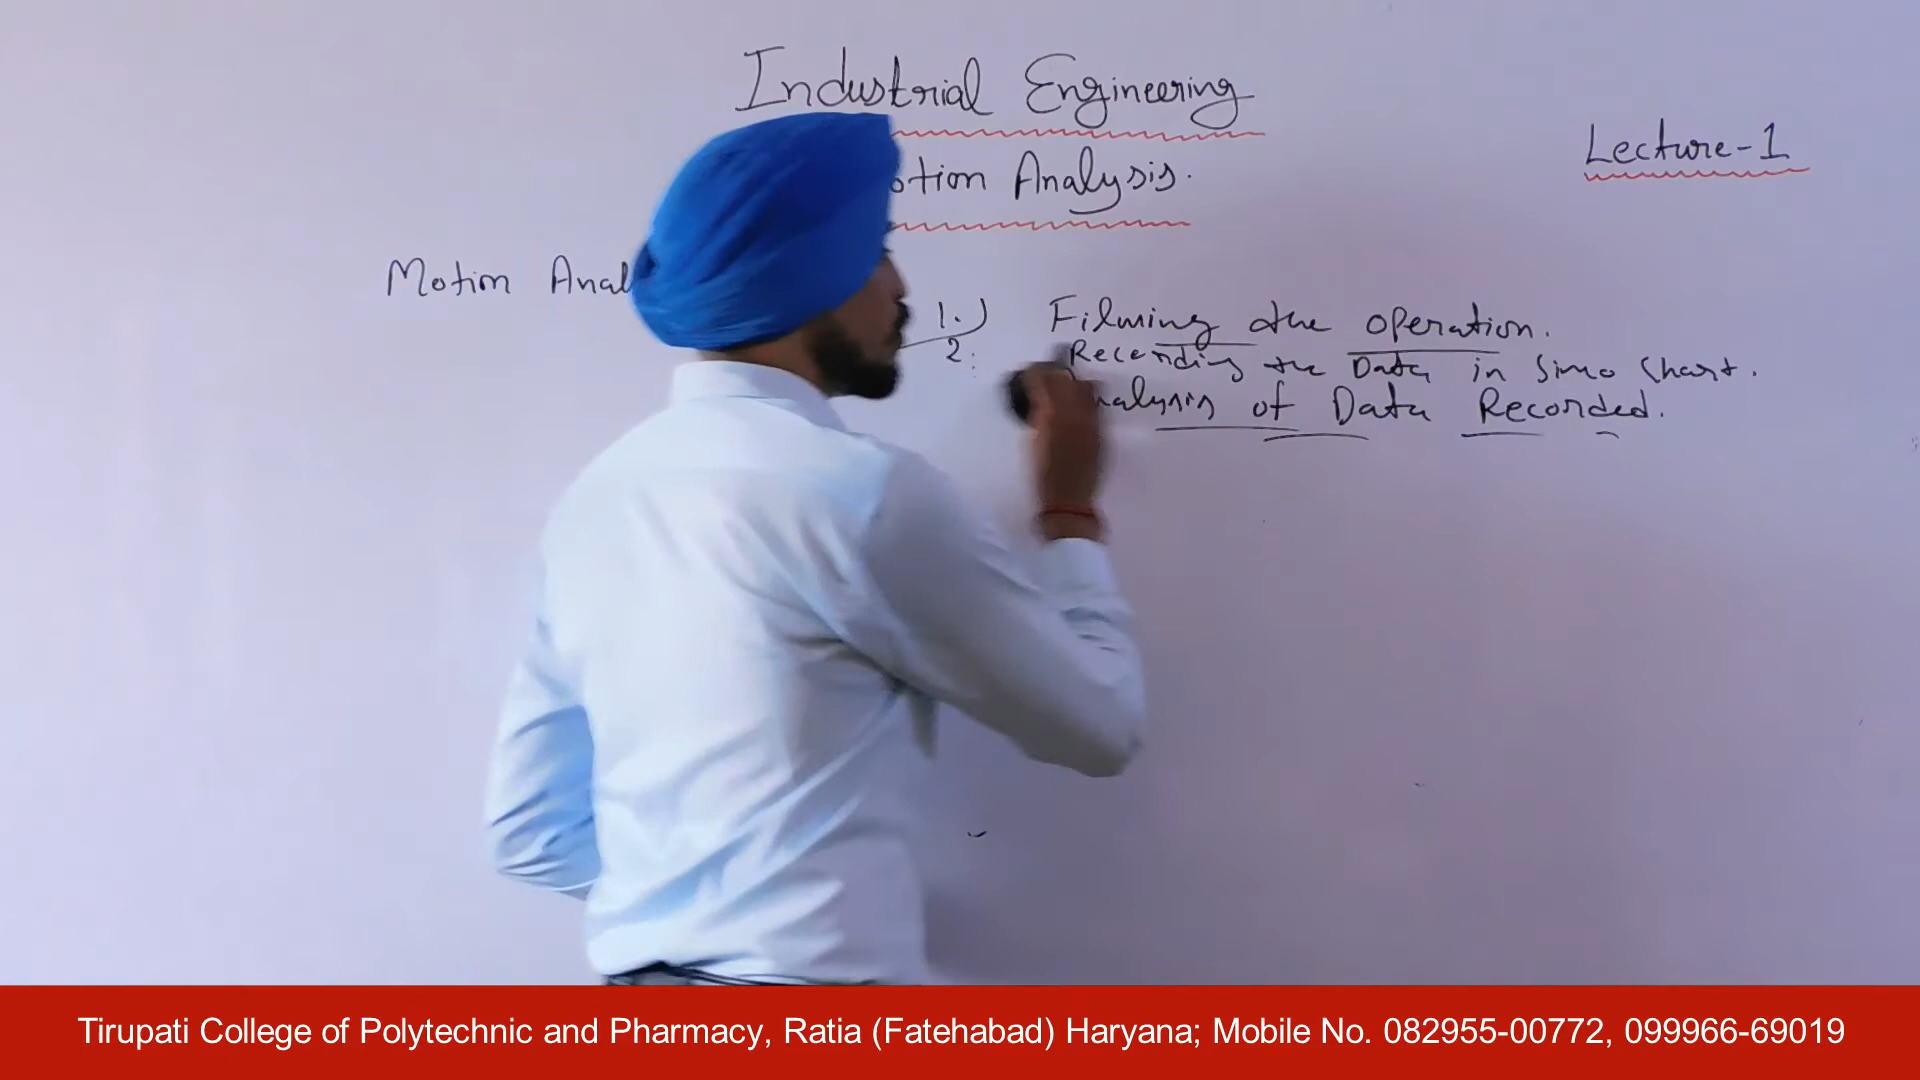 Industrial Engineering
Lecture-1
otion Analysis.
Motion Anal
1.) Filming the operation.
2. Recording the Data in Simo Chart.
nalysis of Data Recorded.
Tirupati College of Polytechnic and Pharmacy, Ratia (Fatehabad) Haryana; Mobile No. 082955-00772, 099966-69019